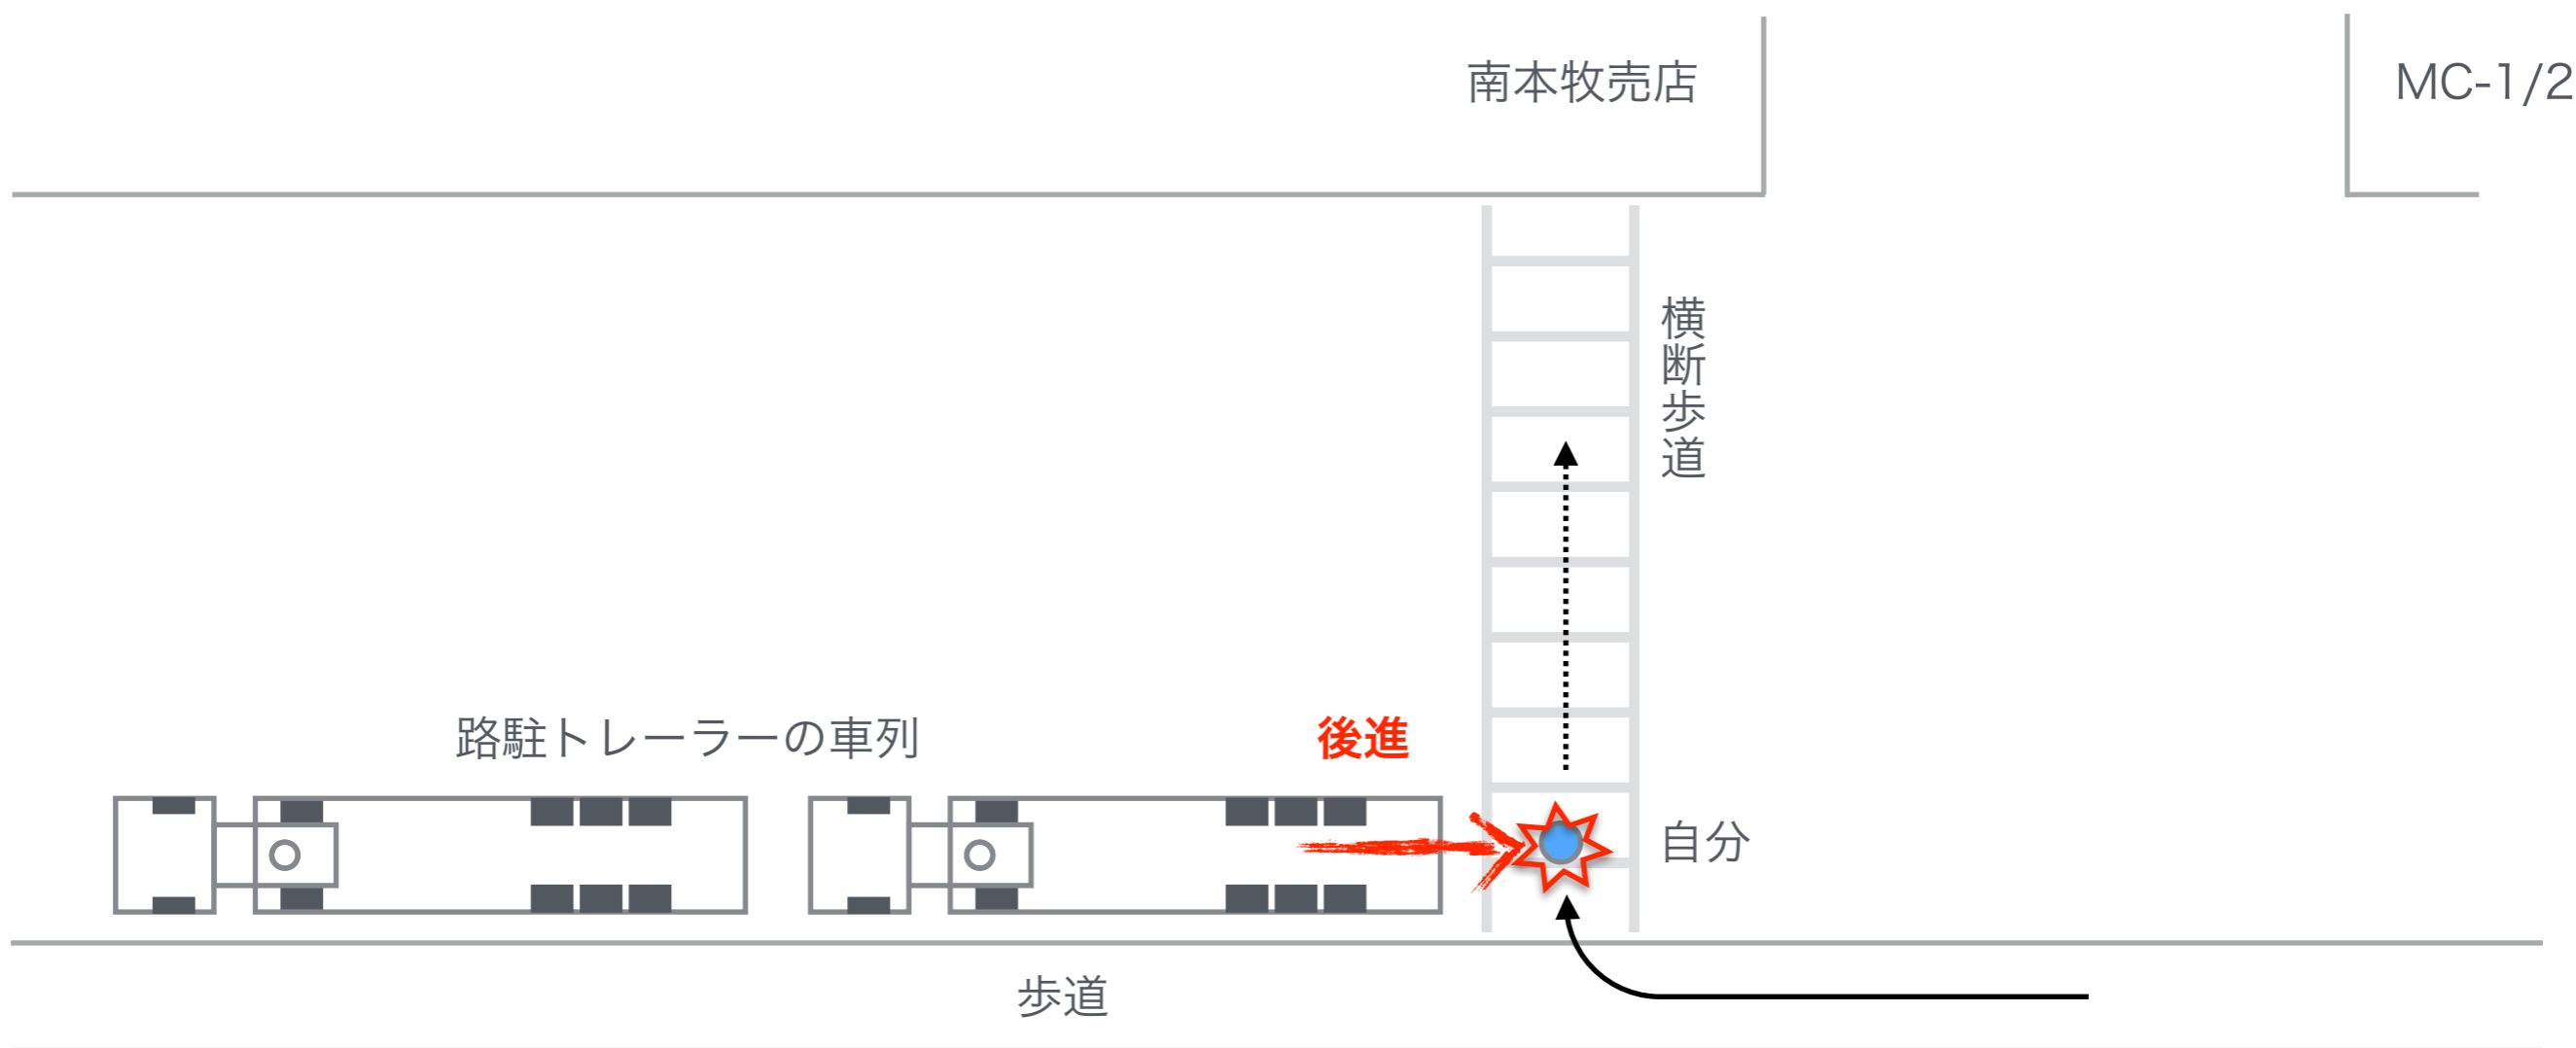 南本牧売店
MC-1/2
横断歩道
路駐トレーラーの車列
後進
自分
歩道